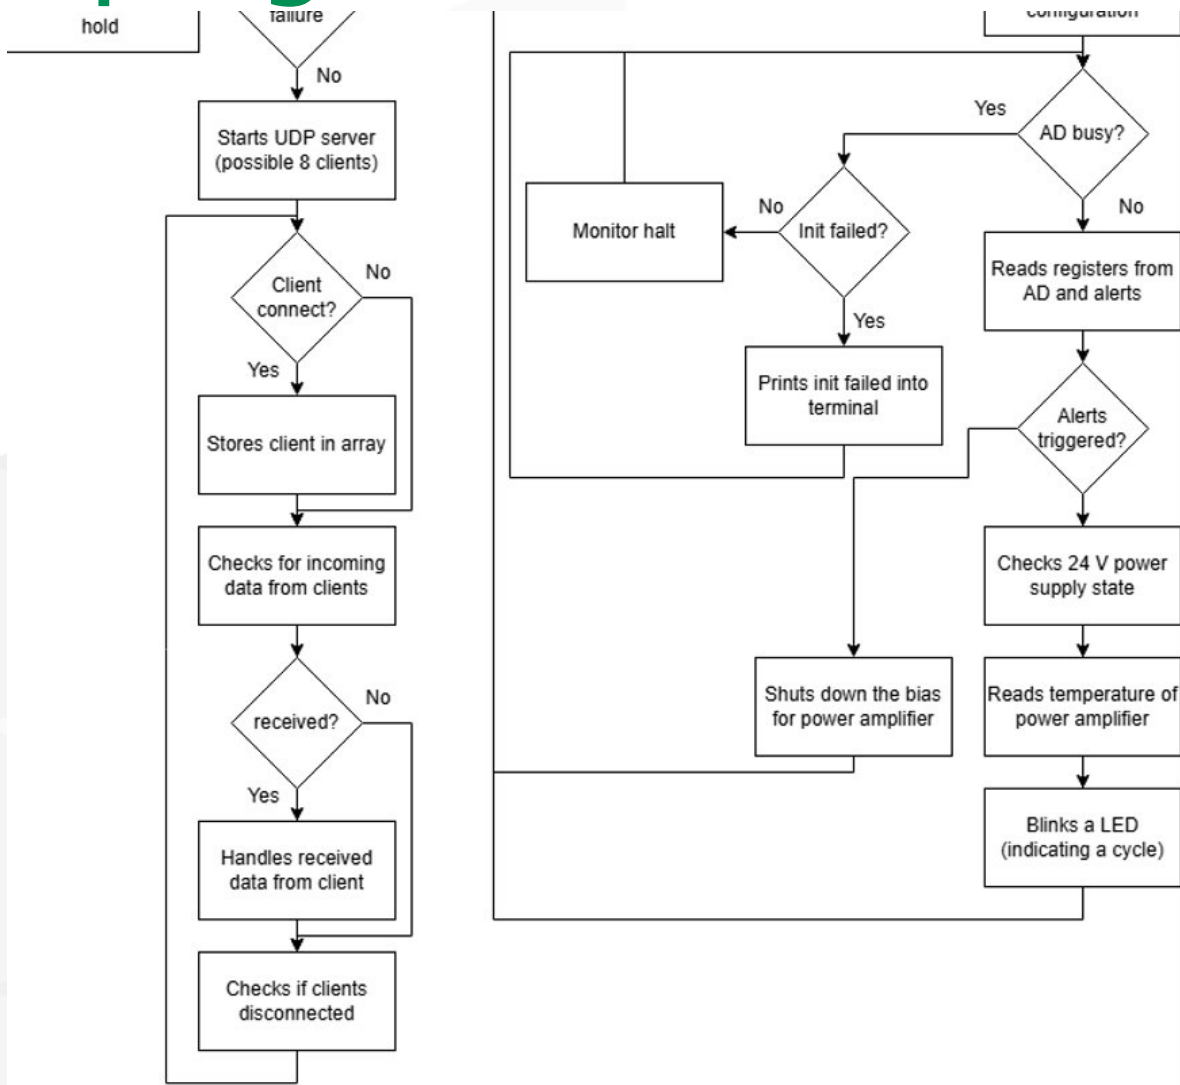 hold
failure
No
Starts UDP server
(possible 8 clients)
Client
connect?
No
Yes
Stores client in array
Checks for incoming
data from clients
received?
No
Yes
Handles received
data from client
Checks if clients
disconnected
configuration
AD busy?
Yes
No
Init failed?
No
Monitor halt
Yes
Prints init failed into
terminal
Reads registers from
AD and alerts
Alerts
triggered?
Checks 24 V power
supply state
Shuts down the bias
for power amplifier
Reads temperature of
power amplifier
Blinks a LED
(indicating a cycle)